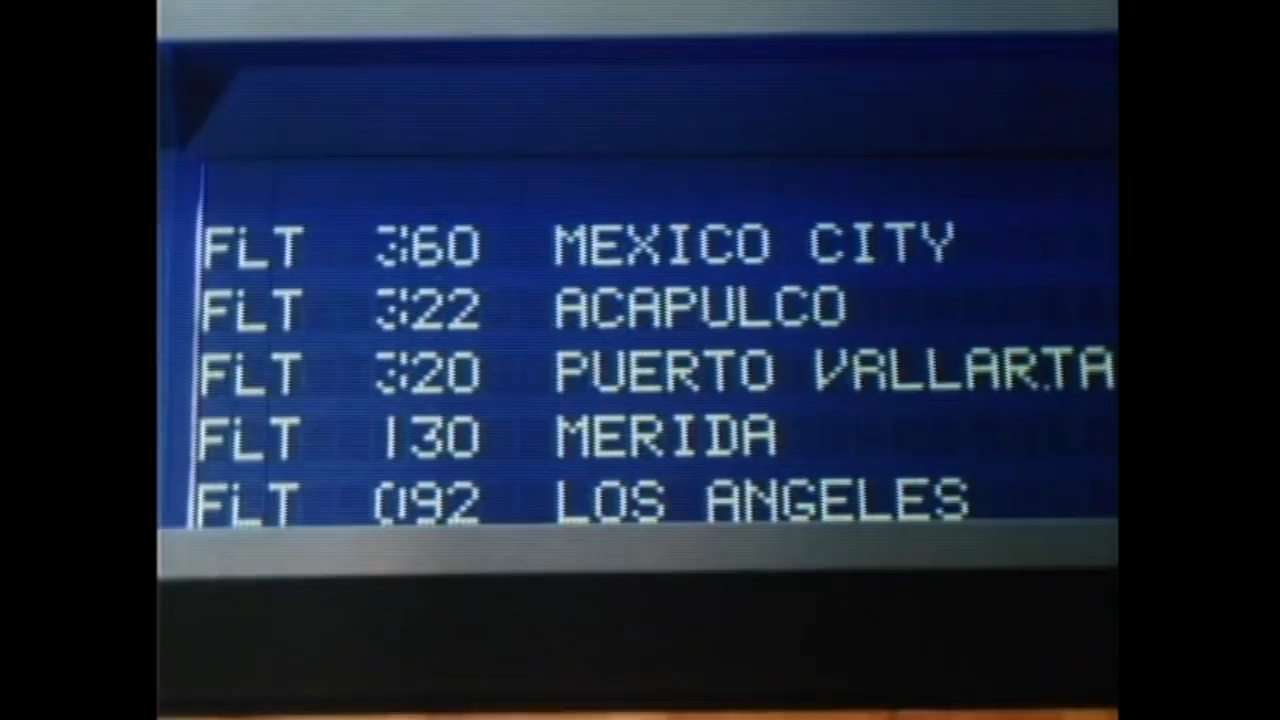 FLT 360 MEXICO CITY
FLT 322 ACAPULCO
FLT 320 PUERTO VALLARTA
FLT 130 MERIDA
FLT 092 LOS ANGELES